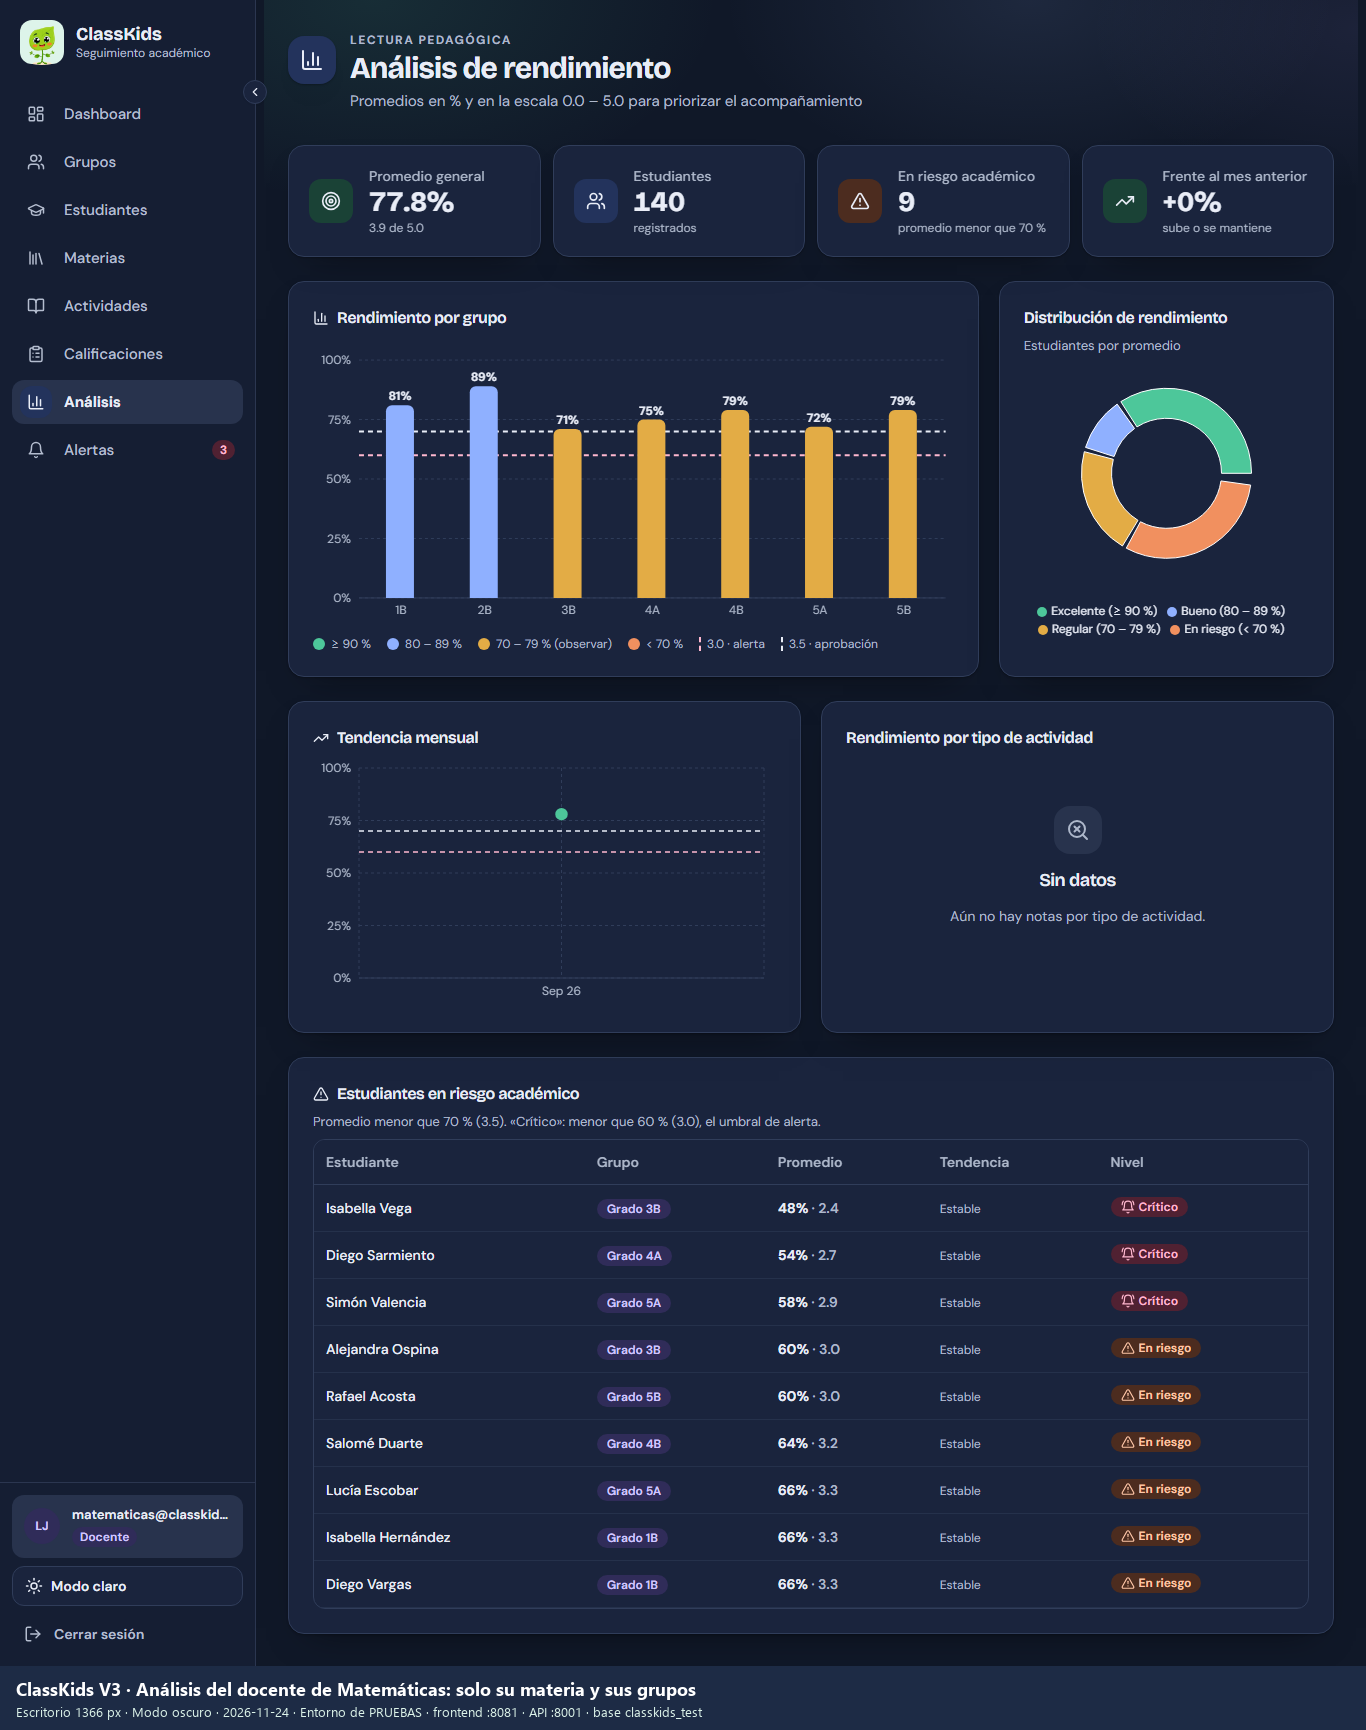 ClassKids
Seguimiento académico
Dashboard
Grupos
Estudiantes
Materias
Actividades
Calificaciones
Análisis
Alertas 3
LJ
matematicas@classkid...
Docente
Modo claro
Cerrar sesión
LECTURA PEDAGÓGICA
Análisis de rendimiento
Promedios en % y en la escala 0.0 – 5.0 para priorizar el acompañamiento
Promedio general
77.8%
3.9 de 5.0
Estudiantes
140
registrados
En riesgo académico
9
promedio menor que 70 %
Frente al mes anterior
+0%
sube o se mantiene
Rendimiento por grupo
100%
75%
50%
25%
0%
81% 89% 71% 75% 79% 72% 79%
1B 2B 3B 4A 4B 5A 5B
≥ 90 % 80 – 89 % 70 – 79 % (observar) < 70 % 3.0 · alerta 3.5 · aprobación
Distribución de rendimiento
Estudiantes por promedio
Excelente (≥ 90 %) Bueno (80 – 89 %)
Regular (70 – 79 %) En riesgo (< 70 %)
Tendencia mensual
100%
75%
50%
25%
0%
Sep 26
Rendimiento por tipo de actividad
Sin datos
Aún no hay notas por tipo de actividad.
Estudiantes en riesgo académico
Promedio menor que 70 % (3.5). «Crítico»: menor que 60 % (3.0), el umbral de alerta.
Estudiante Grupo Promedio Tendencia Nivel
Isabella Vega Grado 3B 48% · 2.4 Estable Crítico
Diego Sarmiento Grado 4A 54% · 2.7 Estable Crítico
Simón Valencia Grado 5A 58% · 2.9 Estable Crítico
Alejandra Ospina Grado 3B 60% · 3.0 Estable En riesgo
Rafael Acosta Grado 5B 60% · 3.0 Estable En riesgo
Salomé Duarte Grado 4B 64% · 3.2 Estable En riesgo
Lucía Escobar Grado 5A 66% · 3.3 Estable En riesgo
Isabella Hernández Grado 1B 66% · 3.3 Estable En riesgo
Diego Vargas Grado 1B 66% · 3.3 Estable En riesgo
ClassKids V3 · Análisis del docente de Matemáticas: solo su materia y sus grupos
Escritorio 1366 px · Modo oscuro · 2026-11-24 · Entorno de PRUEBAS · frontend :8081 · API :8001 · base classkids_test